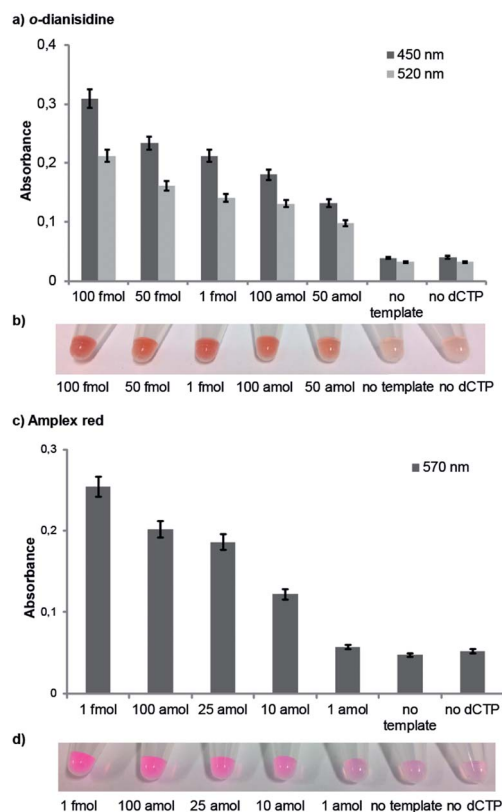 a) o-dianisidine
0,4
450 nm
520 nm
0,3
Absorbance
0,2
0,1
0
100 fmol 50 fmol 1 fmol 100 amol 50 amol no template no dCTP
b)
100 fmol 50 fmol 1 fmol 100 amol 50 amol no template no dCTP
c) Amplex red
0,3
570 nm
Absorbance
0,2
0,1
0
1 fmol 100 amol 25 amol 10 amol 1 amol no template no dCTP
d)
1 fmol 100 amol 25 amol 10 amol 1 amol no template no dCTP